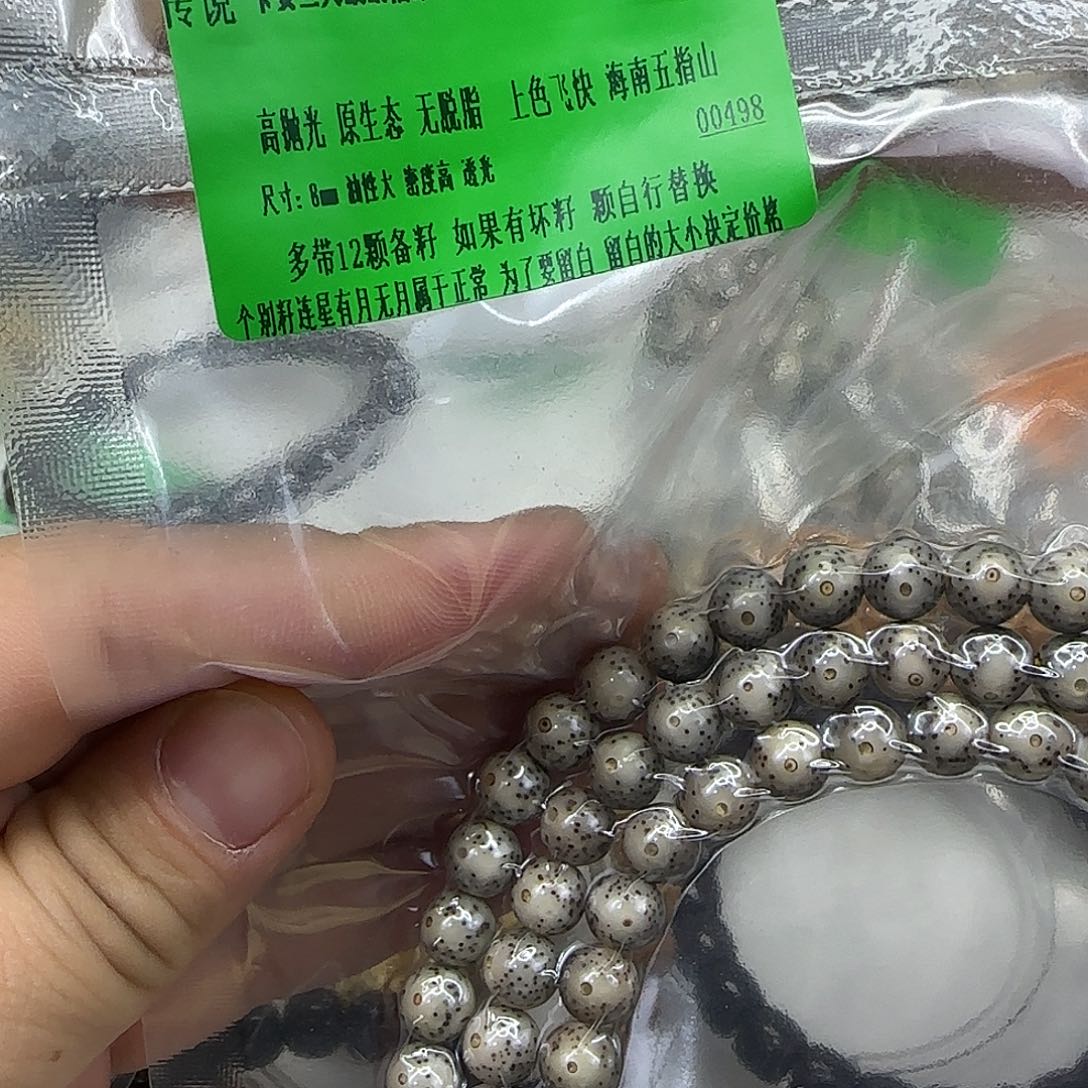 传说
高抛光 原生态 无脱脂 上色飞快 海南五指山
00498
尺寸: 8mm 油性大 密度高 透光
多带12颗备籽 如果有坏籽 颗自行替换
个别籽连星有月无月属于正常 为了要留白 留白的大小决定价格